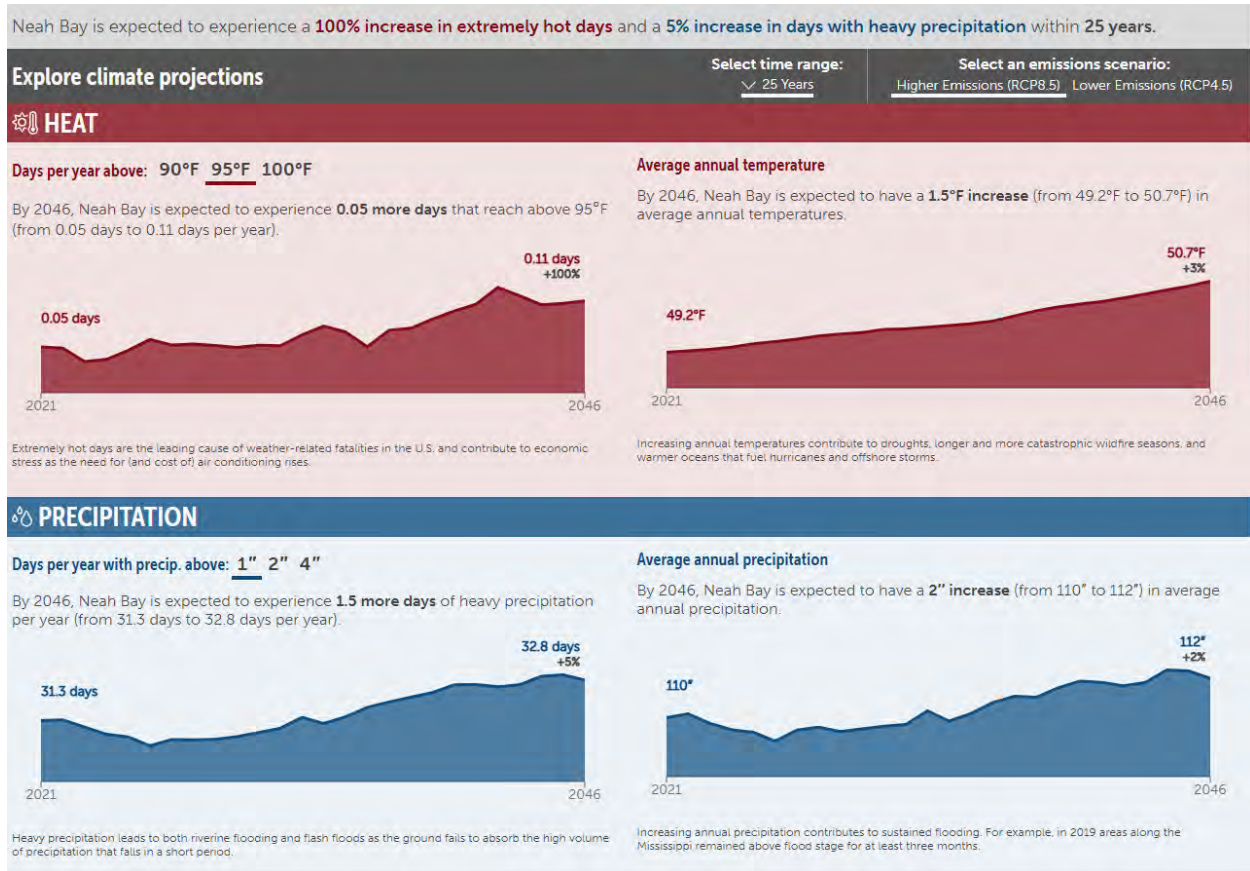 Neah Bay is expected to experience a 100% increase in extremely hot days and a 5% increase in days with heavy precipitation within 25 years.
Explore climate projections
Select time range:
25 Years
Select an emissions scenario:
Higher Emissions (RCP8.5) Lower Emissions (RCP4.5)
HEAT
Days per year above: 90°F 95°F 100°F
By 2046, Neah Bay is expected to experience 0.05 more days that reach above 95°F
(from 0.05 days to 0.11 days per year).
0.11 days
+100%
0.05 days
2021
2046
Extremely hot days are the leading cause of weather-related fatalities in the U.S. and contribute to economic
stress as the need for (and cost of) air conditioning rises.
Average annual temperature
By 2046, Neah Bay is expected to have a 1.5°F increase (from 49.2°F to 50.7°F) in
average annual temperatures.
50.7°F
+3%
49.2°F
2021
2046
Increasing annual temperatures contribute to droughts, longer and more catastrophic wildfire seasons, and
warmer oceans that fuel hurricanes and offshore storms.
PRECIPITATION
Days per year with precip. above: 1″ 2″ 4″
By 2046, Neah Bay is expected to experience 1.5 more days of heavy precipitation
per year (from 31.3 days to 32.8 days per year).
32.8 days
+5%
31.3 days
2021
2046
Heavy precipitation leads to both riverine flooding and flash floods as the ground fails to absorb the high volume
of precipitation that falls in a short period.
Average annual precipitation
By 2046, Neah Bay is expected to have a 2″ increase (from 110″ to 112″) in average
annual precipitation.
112″
+2%
110″
2021
2046
Increasing annual precipitation contributes to sustained flooding. For example, in 2019 areas along the
Mississippi remained above flood stage for at least three months.